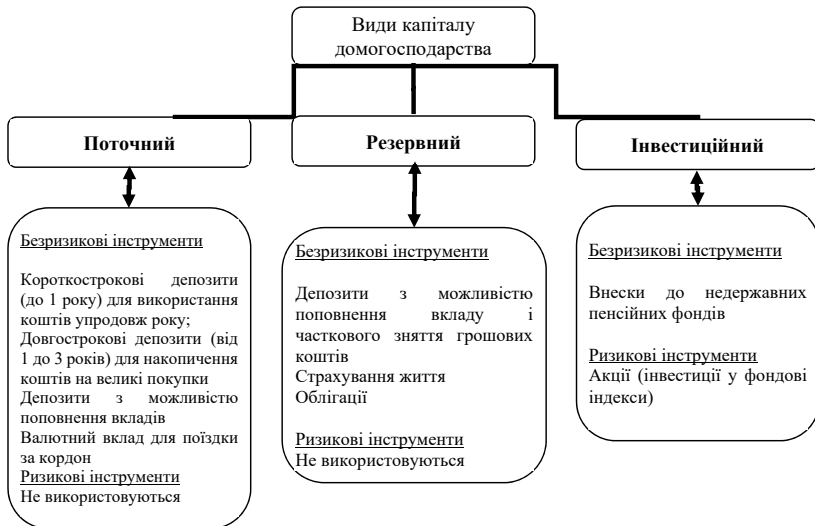 Види капіталу
домогосподарства
Поточний
Резервний
Інвестиційний
Безризикові інструменти
Короткострокові депозити
(до 1 року) для використання
коштів упродовж року;
Довгострокові депозити (від
1 до 3 років) для накопичення
коштів на великі покупки
Депозити з можливістю
поповнення вкладів
Валютний вклад для поїздки
за кордон
Ризикові інструменти
Не використовуються
Безризикові інструменти
Депозити з можливістю
поповнення вкладу і
часткового зняття грошових
коштів
Страхування життя
Облігації
Ризикові інструменти
Не використовуються
Безризикові інструменти
Внески до недержавних
пенсійних фондів
Ризикові інструменти
Акції (інвестиції у фондові
індекси)